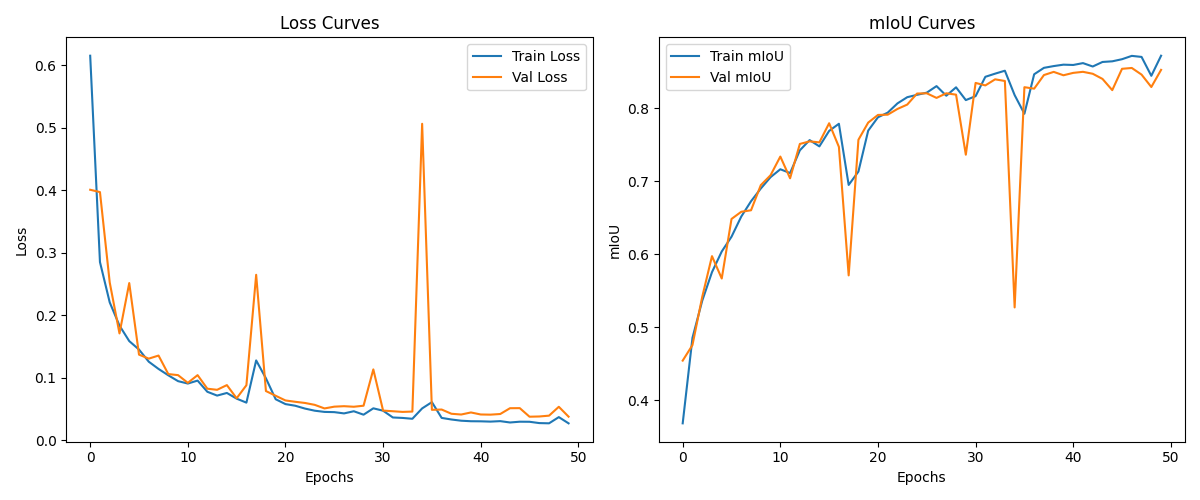 Loss Curves
Train Loss
Val Loss
0.6
0.5
0.4
0.3
0.2
0.1
0.0
Loss
0 10 20 30 40 50
Epochs
mIoU Curves
Train mIoU
Val mIoU
0.8
0.7
0.6
0.5
0.4
mIoU
0 10 20 30 40 50
Epochs